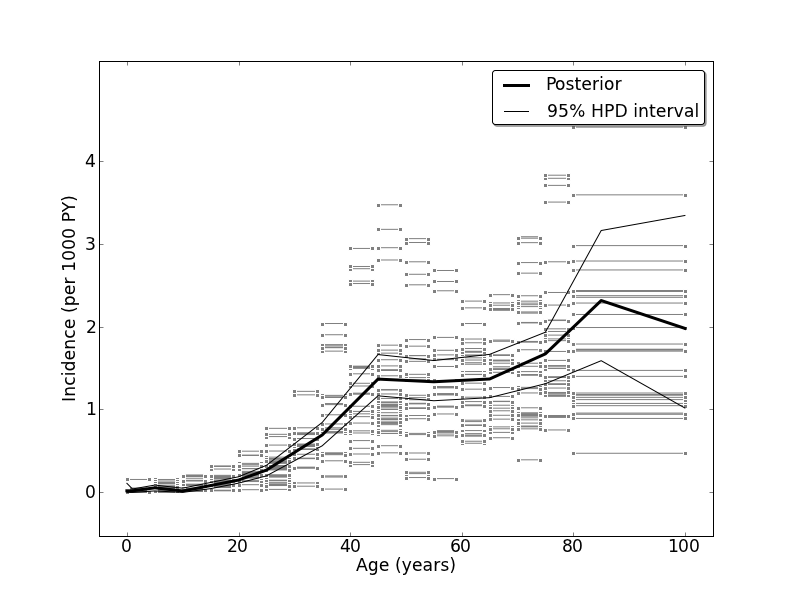 Posterior
95% HPD interval
4
3
2
1
0
Incidence (per 1000 PY)
0 20 40 60 80 100
Age (years)